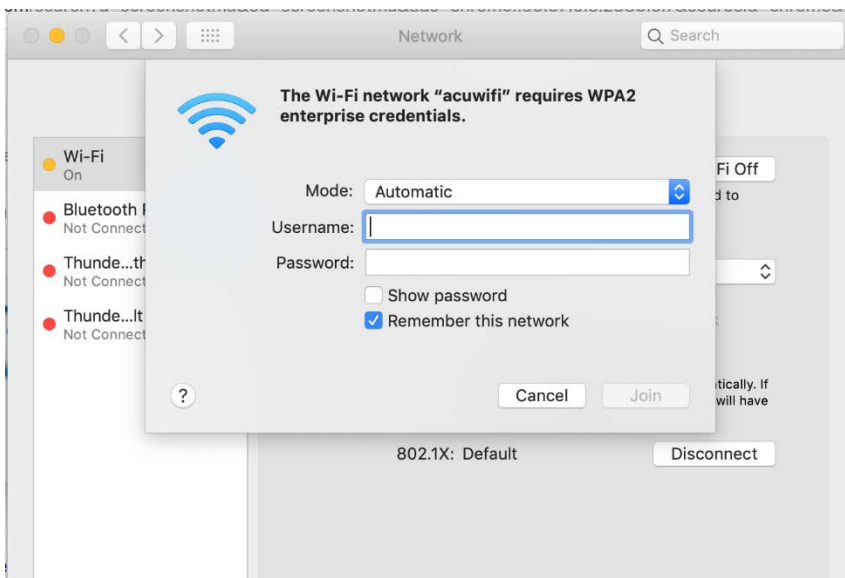 Network
Search
The Wi-Fi network “acuwifi” requires WPA2
enterprise credentials.
Wi-Fi
On
Fi Off
d to
Mode: Automatic
Bluetooth
Not Connect
Username:
Thunde...th
Not Connect
Password:
Show password
Thunde...lt
Not Connect
Remember this network
?
Cancel
Join
tically. If
will have
802.1X: Default
Disconnect